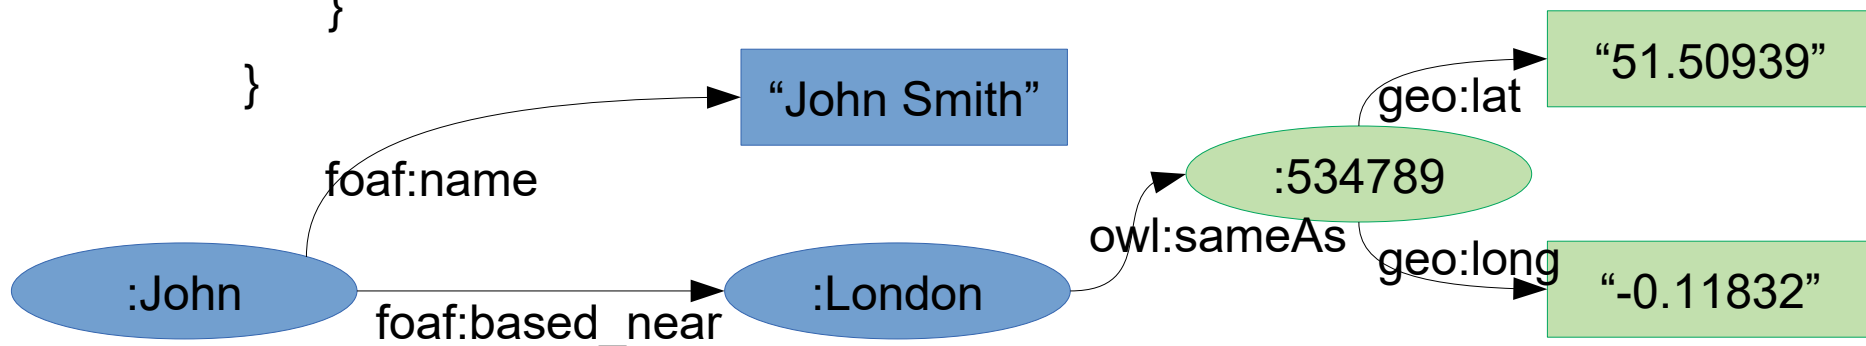 }
}
“John Smith”
“51.50939”
geo:lat
foaf:name
:534789
owl:sameAs
geo:long
:John
:London
“-0.11832”
foaf:based_near